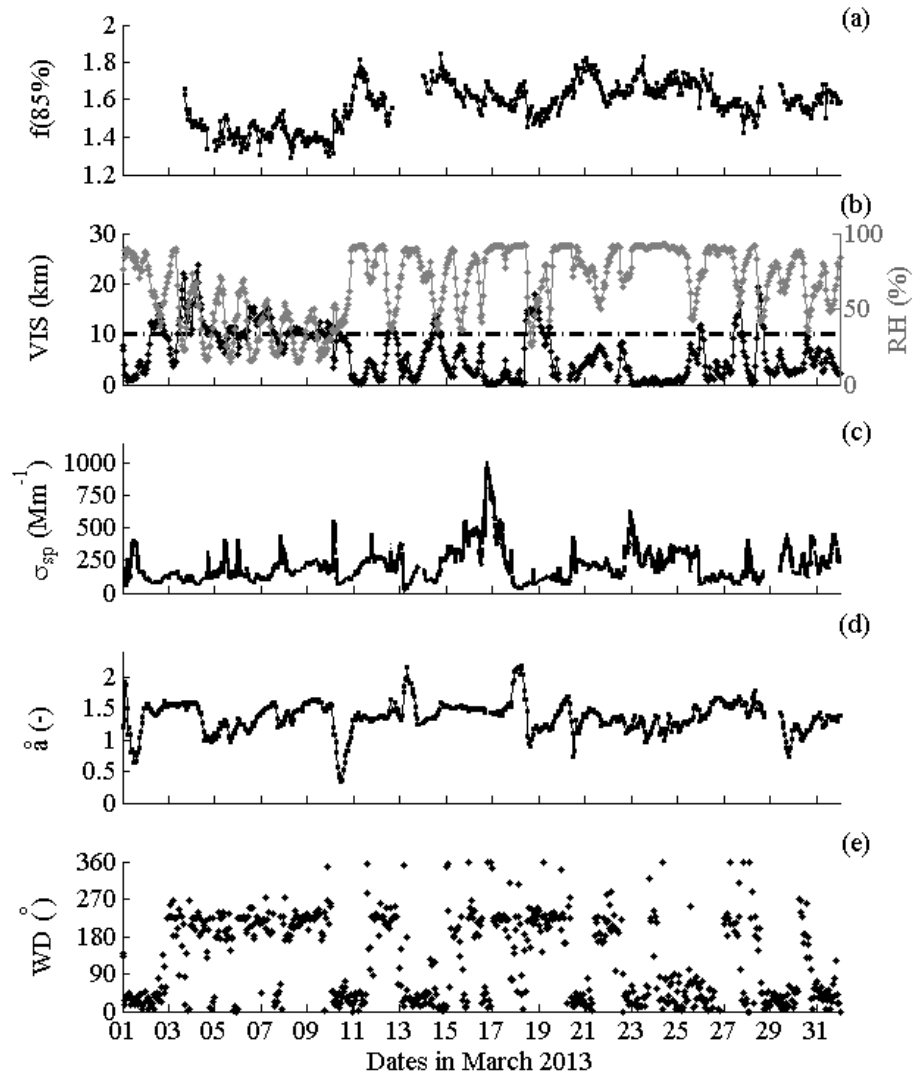 (a)
2
1.8
1.6
1.4
1.2
f(85%)
(b)
30
20
10
0
VIS (km)
100
50
0
RH (%)
(c)
1000
750
500
250
0
σsp (Mm⁻¹)
(d)
2
1.5
1
0.5
0
å (-)
(e)
360
270
180
90
0
WD (°)
01 03 05 07 09 11 13 15 17 19 21 23 25 27 29 31
Dates in March 2013